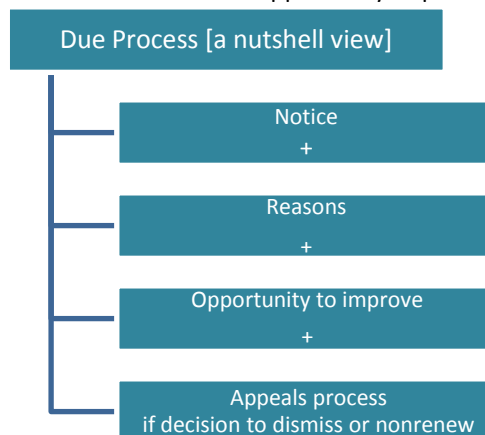 Due Process [a nutshell view]
Notice
+
Reasons
+
Opportunity to improve
+
Appeals process
if decision to dismiss or nonrenew